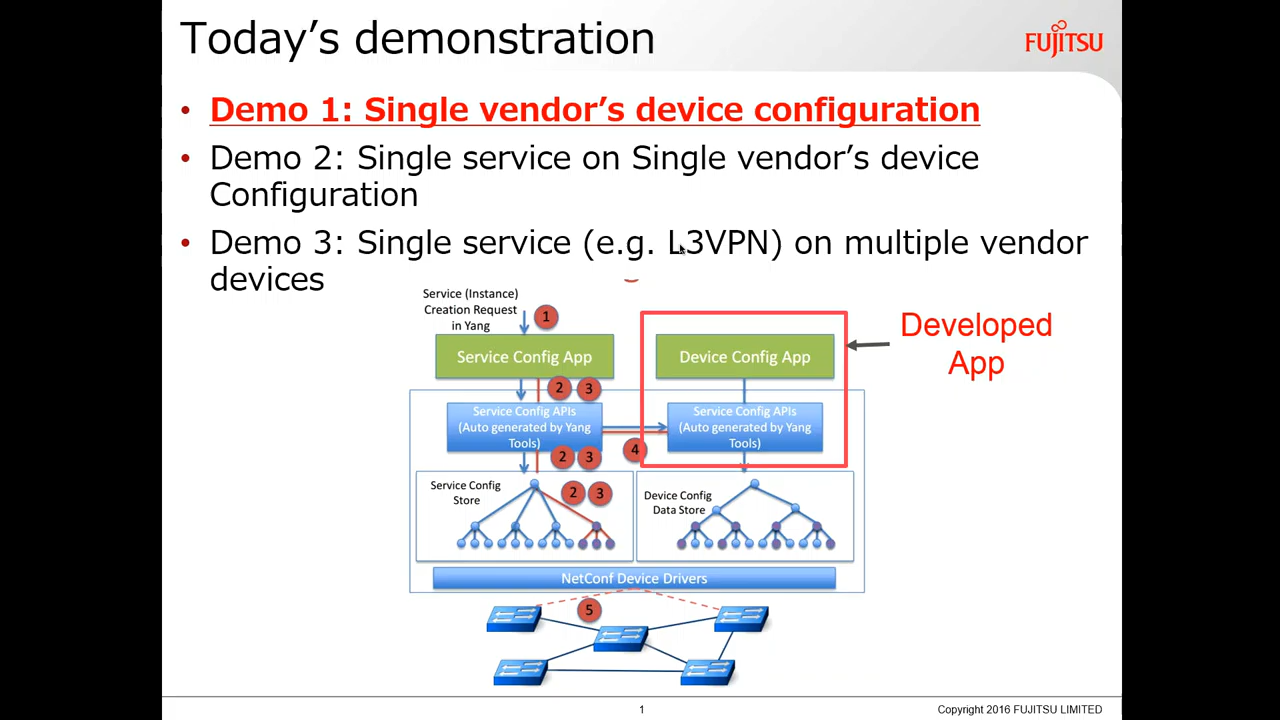 Today's demonstration
FUJITSU
• Demo 1: Single vendor's device configuration
• Demo 2: Single service on Single vendor's device
Configuration
• Demo 3: Single service (e.g. L3VPN) on multiple vendor
devices
Service (Instance)
Creation Request
in Yang
1
Developed
App
Service Config App
Device Config App
2 3
Service Config APIs
(Auto generated by Yang
Tools)
Service Config APIs
(Auto generated by Yang
Tools)
2 3
4
Service Config
Store
2 3
Device Config
Data Store
NetConf Device Drivers
5
1
Copyright 2016 FUJITSU LIMITED